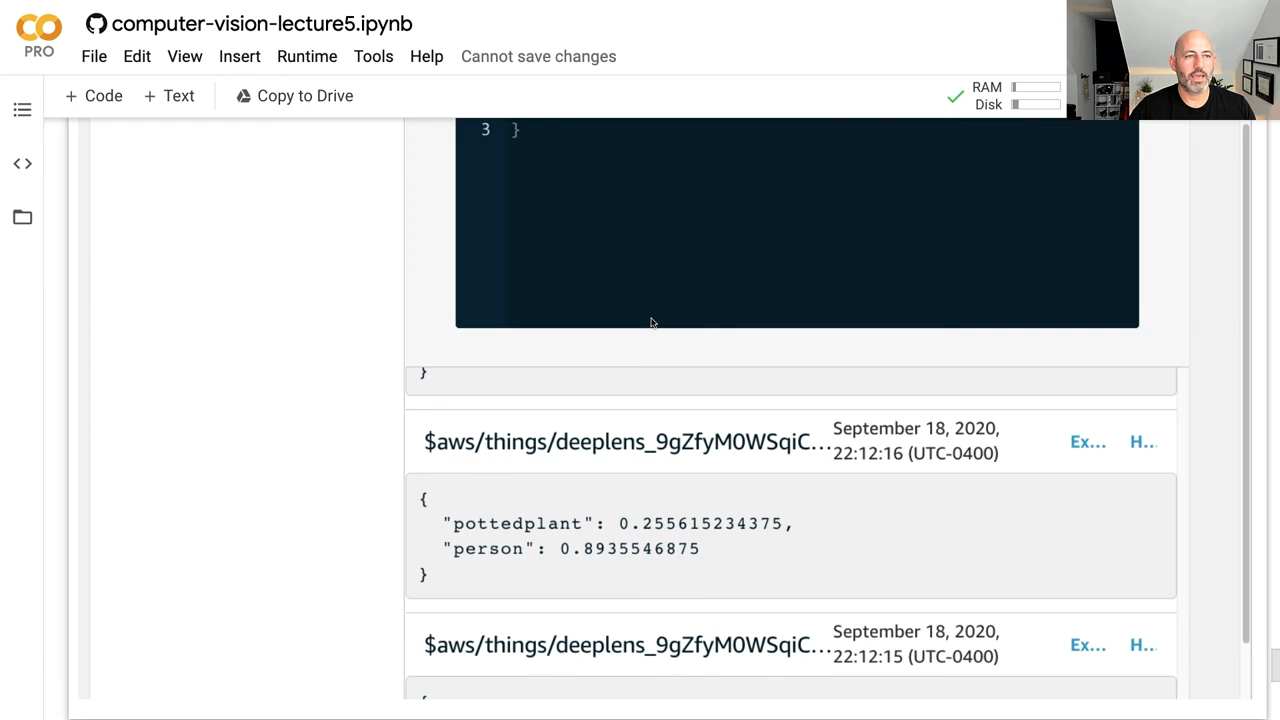 CO
PRO
computer-vision-lecture5.ipynb
File Edit View Insert Runtime Tools Help Cannot save changes
+ Code + Text Copy to Drive
RAM
Disk
3 }
}
$aws/things/deeplens_9gZfyM0WSqiC... September 18, 2020, 22:12:16 (UTC-0400) Ex... H...
{
"pottedplant": 0.255615234375,
"person": 0.8935546875
}
$aws/things/deeplens_9gZfyM0WSqiC... September 18, 2020, 22:12:15 (UTC-0400) Ex... H...
{